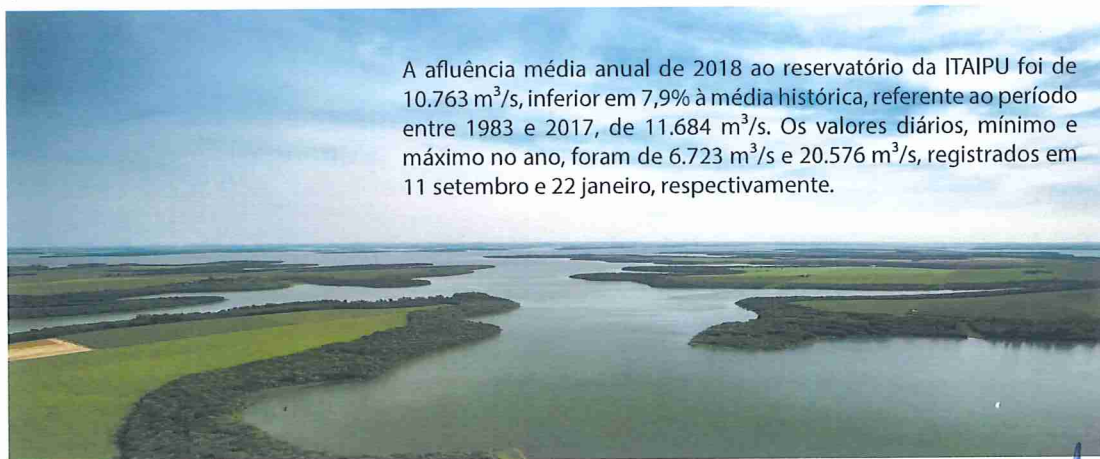 A afluência média anual de 2018 ao reservatório da ITAIPU foi de
10.763 m³/s, inferior em 7,9% à média histórica, referente ao período
entre 1983 e 2017, de 11.684 m³/s. Os valores diários, mínimo e
máximo no ano, foram de 6.723 m³/s e 20.576 m³/s, registrados em
11 setembro e 22 janeiro, respectivamente.